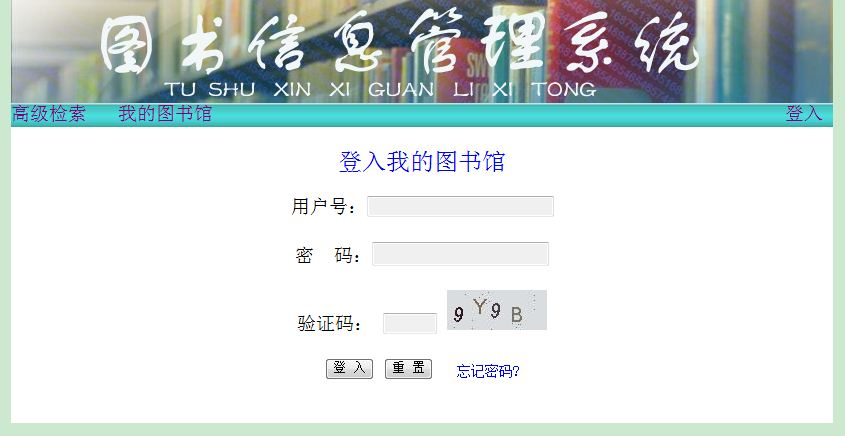 图书信息管理系统
TU SHU XIN XI GUAN LI XI TONG
高级检索 我的图书馆 登入
登入我的图书馆
用户号：
密 码：
验证码： 9Y9B
登 入 重 置 忘记密码?